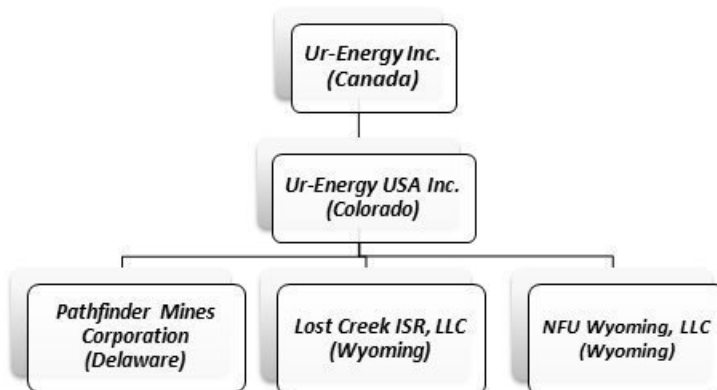 Ur-Energy Inc.
(Canada)
Ur-Energy USA Inc.
(Colorado)
Pathfinder Mines
Corporation
(Delaware)
Lost Creek ISR, LLC
(Wyoming)
NFU Wyoming, LLC
(Wyoming)